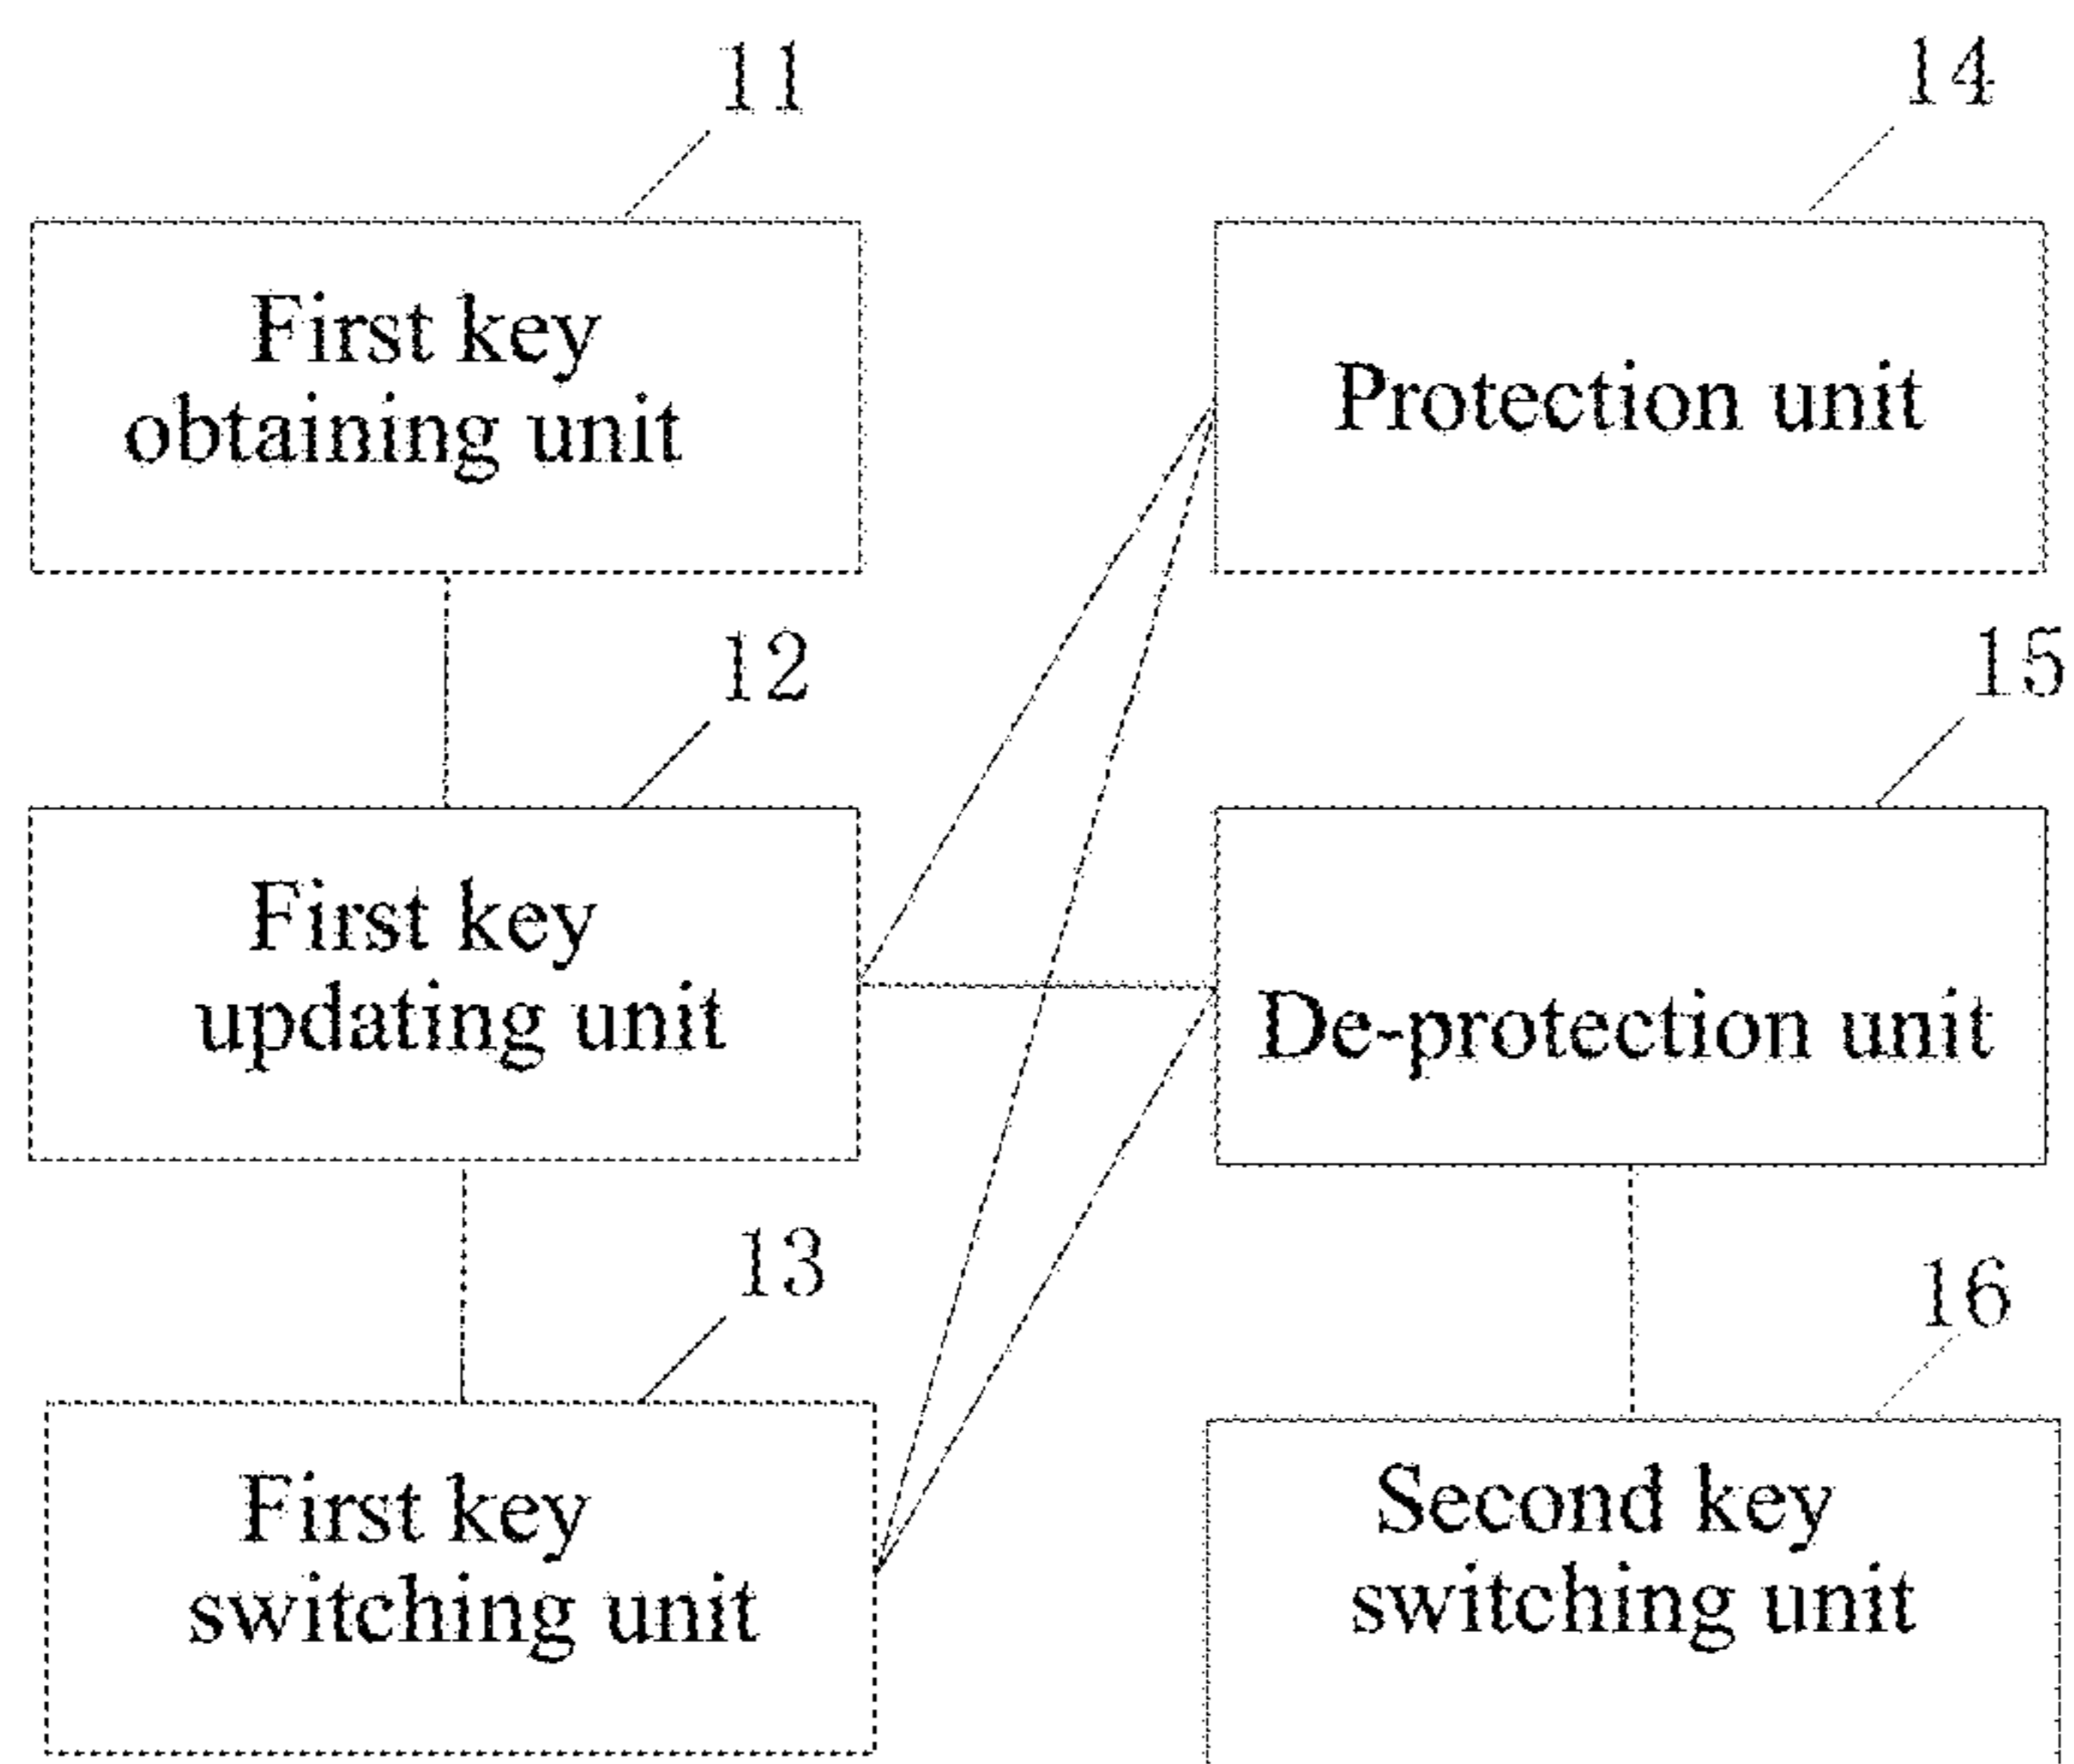 11
First key
obtaining unit
14
Protection unit
12
First key
updating unit
15
De-protection unit
13
First key
switching unit
16
Second key
switching unit